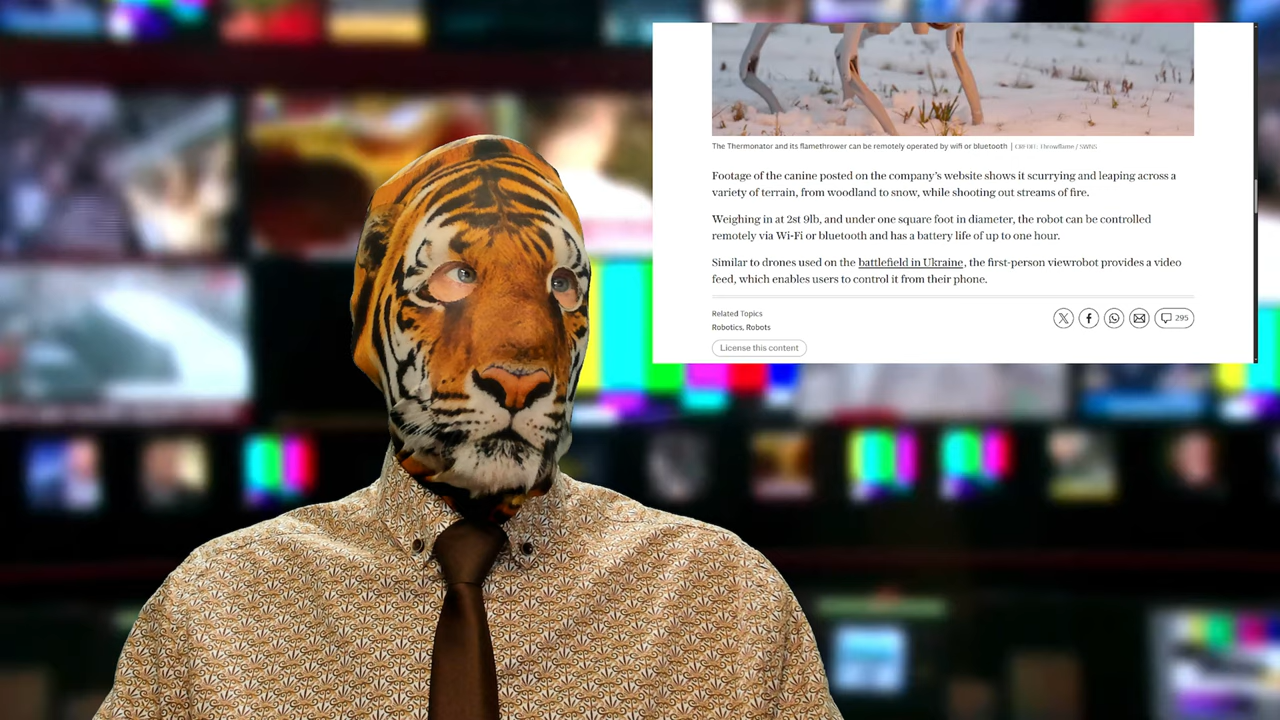 The Thermonator and its flamethrower can be remotely operated by wifi or bluetooth | CREDIT: Throwflame / SWNS
Footage of the canine posted on the company’s website shows it scurrying and leaping across a
variety of terrain, from woodland to snow, while shooting out streams of fire.
Weighing in at 2st 9lb, and under one square foot in diameter, the robot can be controlled
remotely via Wi-Fi or bluetooth and has a battery life of up to one hour.
Similar to drones used on the battlefield in Ukraine, the first-person viewrobot provides a video
feed, which enables users to control it from their phone.
Related Topics
Robotics, Robots
295
License this content